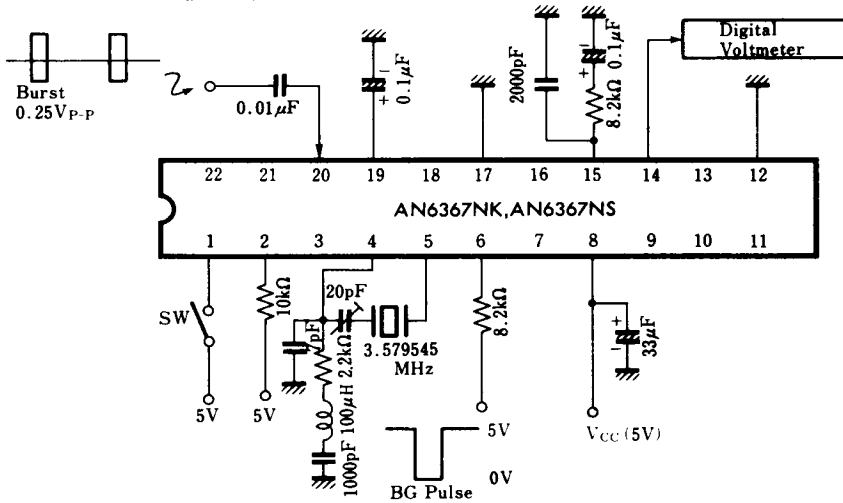 Burst
0.25VP-P
0.01μF
0.1μF
2000pF
0.1μF
8.2kΩ
Digital
Voltmeter
22 21 20 19 18 17 16 15 14 13 12
AN6367NK,AN6367NS
1 2 3 4 5 6 7 8 9 10 11
SW
5V
10kΩ
5V
20pF
2.2kΩ
100μH
1000pF
3.579545
MHz
8.2kΩ
5V
0V
BG Pulse
33μF
VCC (5V)